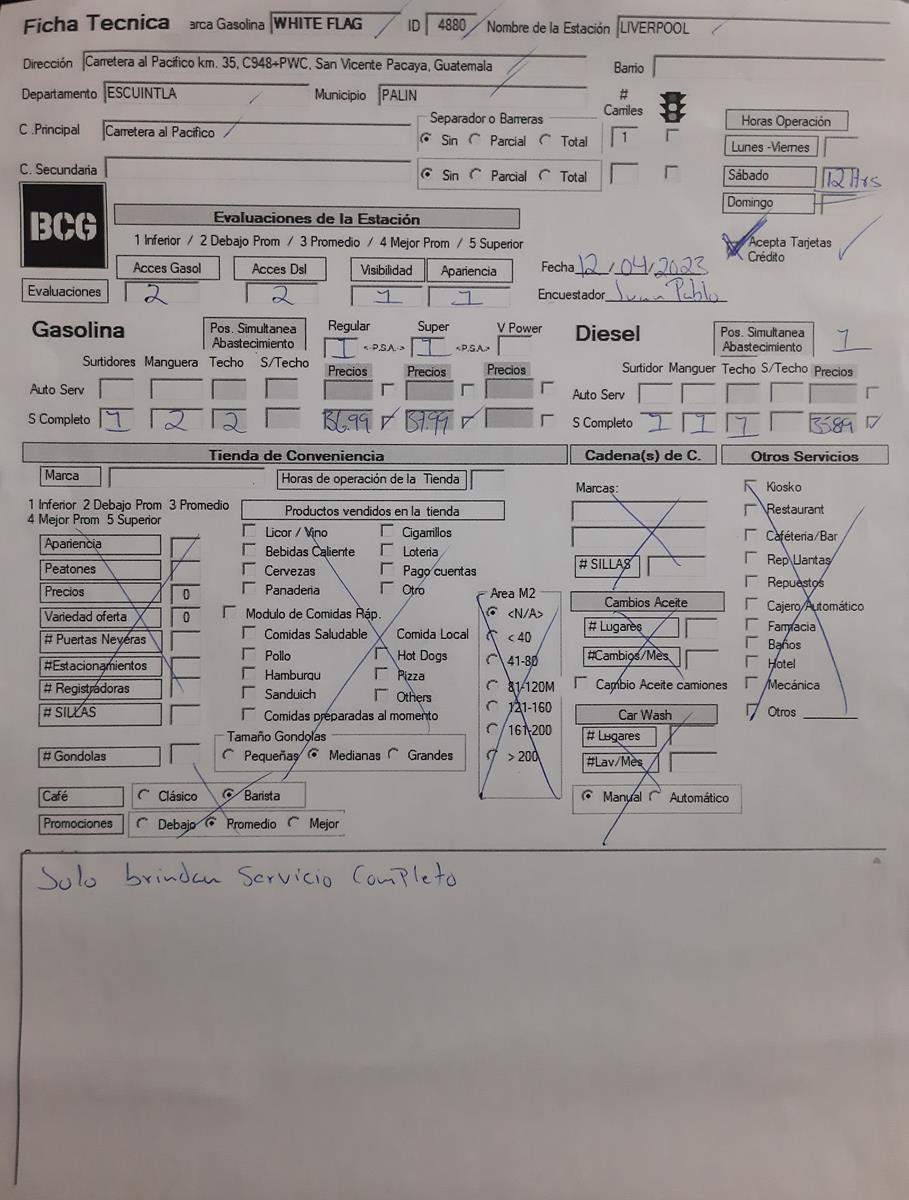 Ficha Tecnica arca Gasolina WHITE FLAG ID 4880 Nombre de la Estación LIVERPOOL
Dirección Carretera al Pacifico km. 35, C948+PWC, San Vicente Pacaya, Guatemala Barrio
Departamento ESCUINTLA Municipio PALIN # Carriles
C .Principal Carretera al Pacifico Separador o Barreras Sin Parcial Total 1
C. Secundaria Sin Parcial Total
Horas Operación
Lunes -Viernes
Sábado 12 Hrs
Domingo
BCG
Evaluaciones de la Estación
1 Inferior / 2 Debajo Prom / 3 Promedio / 4 Mejor Prom / 5 Superior
Acepta Tarjetas Crédito
Acces Gasol Acces Dsl Visibilidad Apariencia
Fecha 12/04/2023
Evaluaciones 2 2 1 1
Encuestador Juan Pablo
Gasolina Pos. Simultanea Abastecimiento Regular Super V Power
1 <-P.S.A.-> 1 <-P.S.A.>
Surtidores Manguera Techo S/Techo Precios Precios Precios
Auto Serv
S Completo 1 2 2 36.99 37.99
Diesel Pos. Simultanea Abastecimiento 1
Surtidor Manguer Techo S/Techo Precios
Auto Serv
S Completo 1 1 1 35.89
Tienda de Conveniencia
Marca Horas de operación de la Tienda
1 Inferior 2 Debajo Prom 3 Promedio
4 Mejor Prom 5 Superior
Apariencia
Peatones
Precios 0
Variedad oferta 0
# Puertas Neveras
#Estacionamientos
# Registradoras
# SILLAS
# Gondolas
Productos vendidos en la tienda
Licor / Vino Cigarrillos
Bebidas Caliente Loteria
Cervezas Pago cuentas
Panaderia Otro
Modulo de Comidas Ráp.
Comidas Saludable Comida Local
Pollo Hot Dogs
Hamburqu Pizza
Sanduich Others
Comidas preparadas al momento
Tamaño Gondolas
Pequeñas Medianas Grandes
Area M2
<N/A>
< 40
41-80
81-120M
121-160
161-200
> 200
Café Clásico Barista
Promociones Debajo Promedio Mejor
Cadena(s) de C.
Marcas:
# SILLAS
Cambios Aceite
# Lugares
#Cambios/Mes
Cambio Aceite camiones
Car Wash
# Lugares
#Lav/Mes
Manual Automático
Otros Servicios
Kiosko
Restaurant
Caféteria/Bar
Rep Llantas
Repuestos
Cajero/Automático
Farmacia
Baños
Hotel
Mecánica
Otros
Solo brindan Servicio Completo